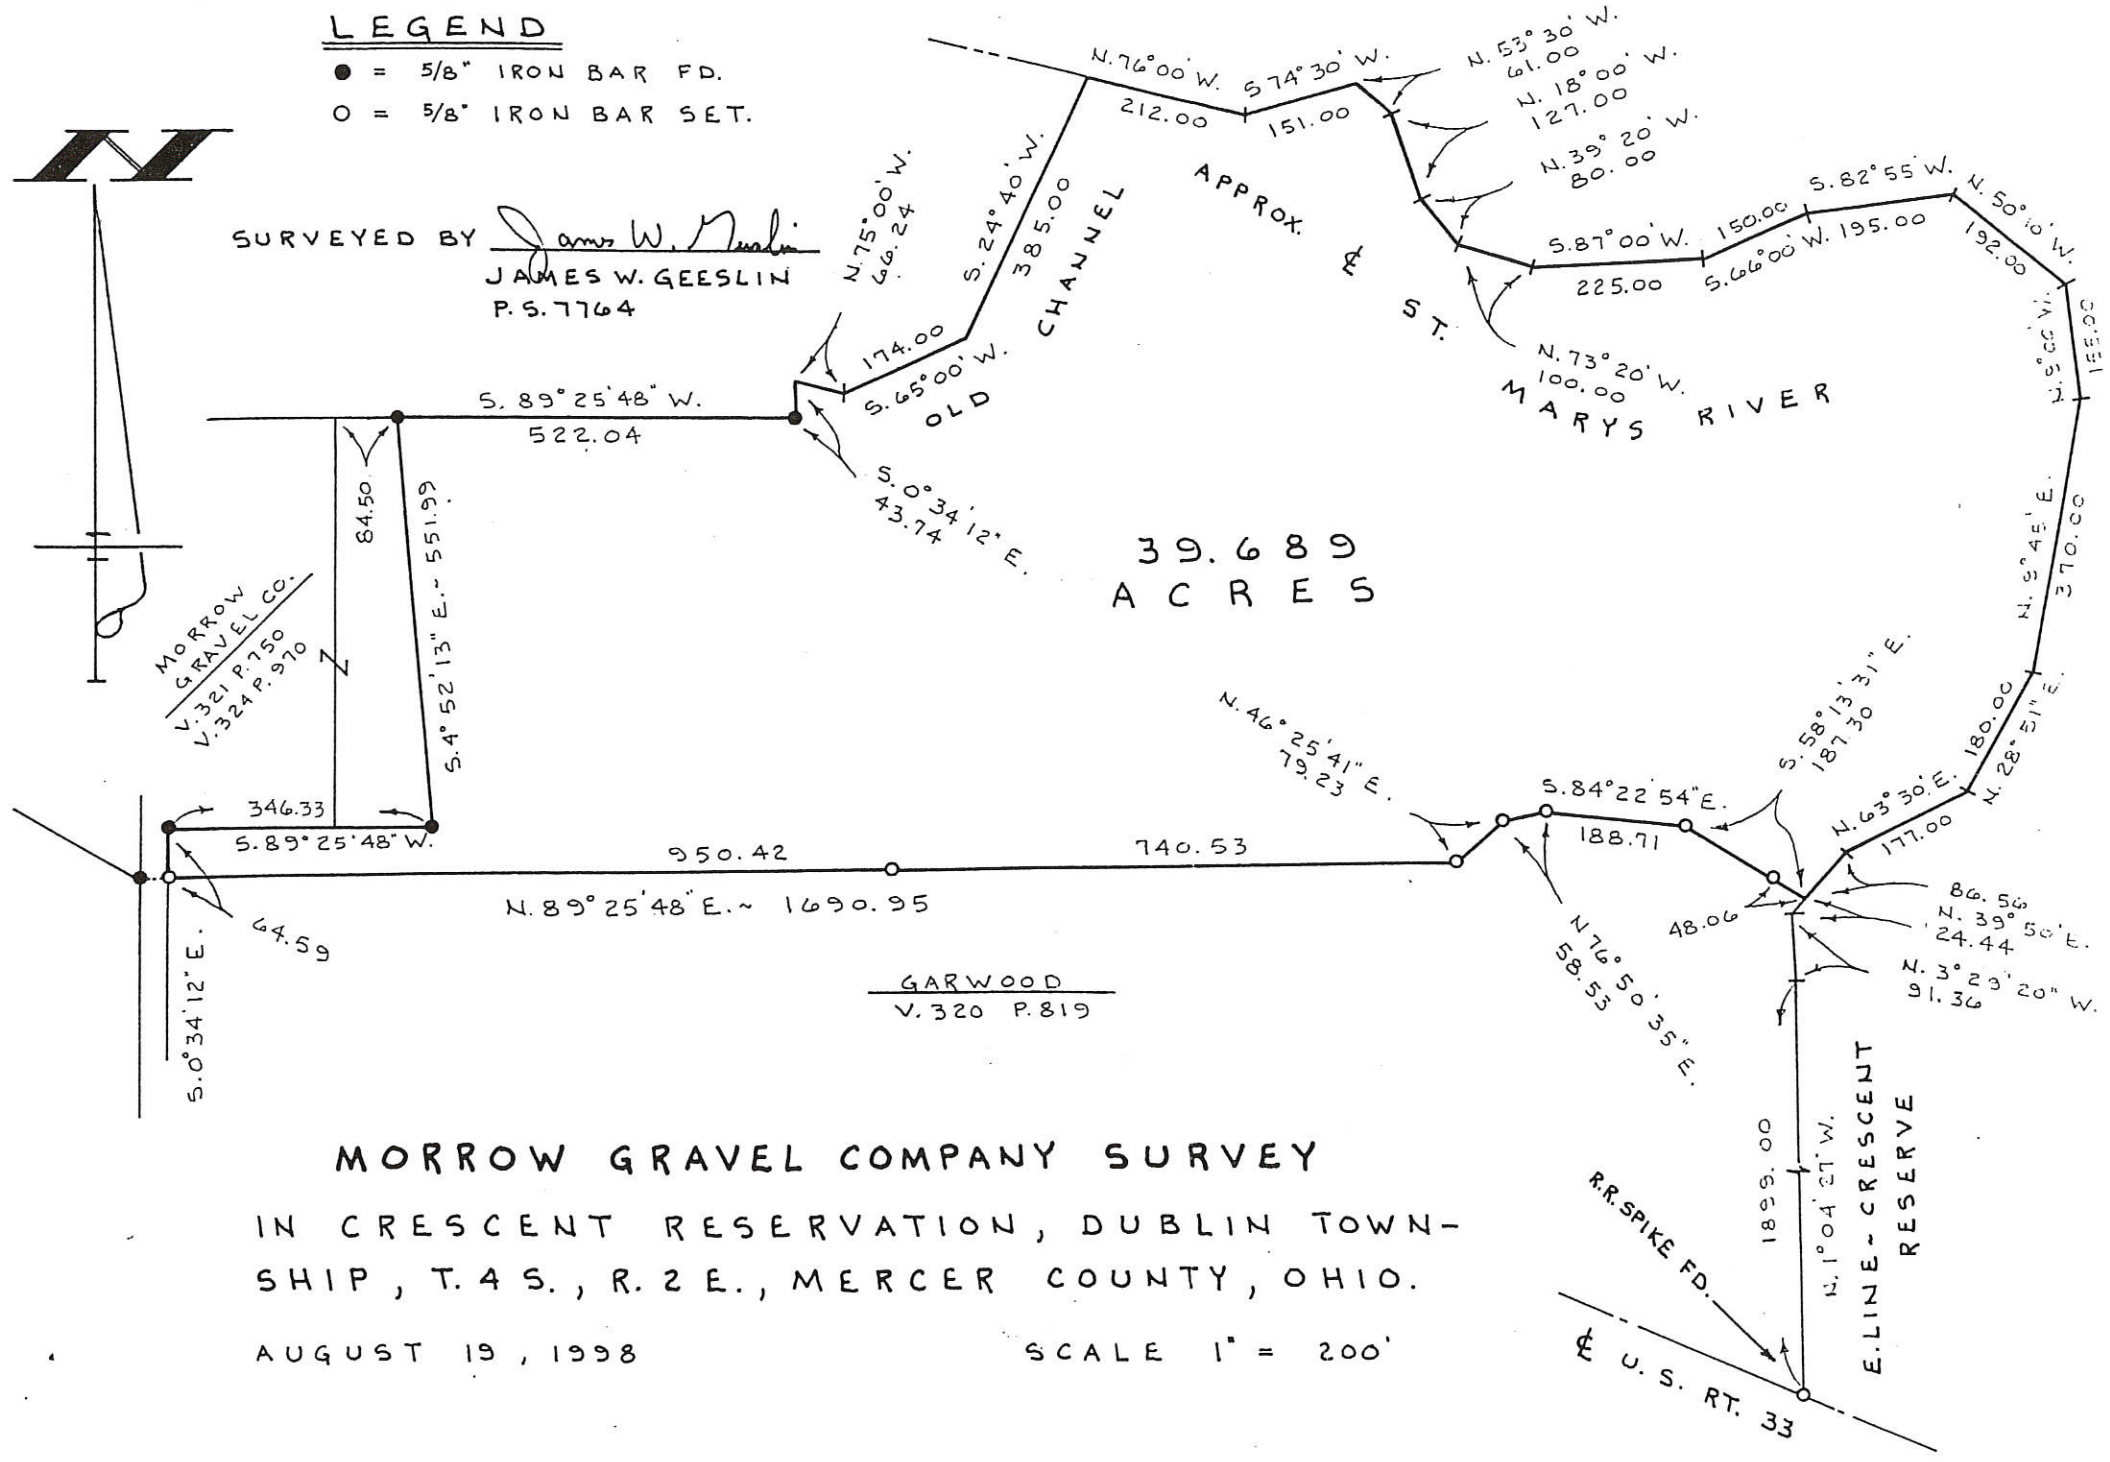 LEGEND
● = 5/8" IRON BAR FD.
○ = 5/8" IRON BAR SET.
N
SURVEYED BY James W. Geeslin
JAMES W. GEESLIN
P.S. 7764
N. 76°00' W.
212.00
S 74°30' W.
151.00
N. 53°30' W.
61.00
N. 18°00' W.
127.00
N. 39°20' W.
80.00
N. 73°20' W.
100.00
S. 87°00' W.
225.00
150.00
S. 66°00' W.
S. 82°55' W.
195.00
N. 50°10' W.
192.00
155.00
N. 9°45' E.
370.00
180.00
N. 28°51' E.
N. 63°30' E.
177.00
S. 24°40' W.
385.00
N. 75°00' W.
66.24
174.00
S. 65°00' W.
OLD CHANNEL
APPROX. ℄ ST. MARYS RIVER
S. 89°25'48" W.
522.04
S. 0°34'12" E.
43.74
84.50
S. 4°52'13" E. ~ 551.99
39.689
ACRES
MORROW
GRAVEL CO.
V. 321 P. 750
V. 324 P. 970
346.33
S. 89°25'48" W.
64.59
S. 0°34'12" E.
950.42
740.53
N. 89°25'48" E. ~ 1690.95
N. 46°25'41" E.
79.23
N 76°50'35" E.
58.53
S. 84°22'54" E.
188.71
S. 58°13'31" E.
187.30
48.06
86.56
N. 39°50' E.
24.44
N. 3°23'20" W.
91.36
GARWOOD
V. 320 P. 819
1899.00
N. 1°04'27" W.
E. LINE ~ CRESCENT
RESERVE
R.R. SPIKE FD.
℄ U.S. RT. 33
MORROW GRAVEL COMPANY SURVEY
IN CRESCENT RESERVATION, DUBLIN TOWN-
SHIP, T. 4 S., R. 2 E., MERCER COUNTY, OHIO.
AUGUST 19, 1998
SCALE 1" = 200'